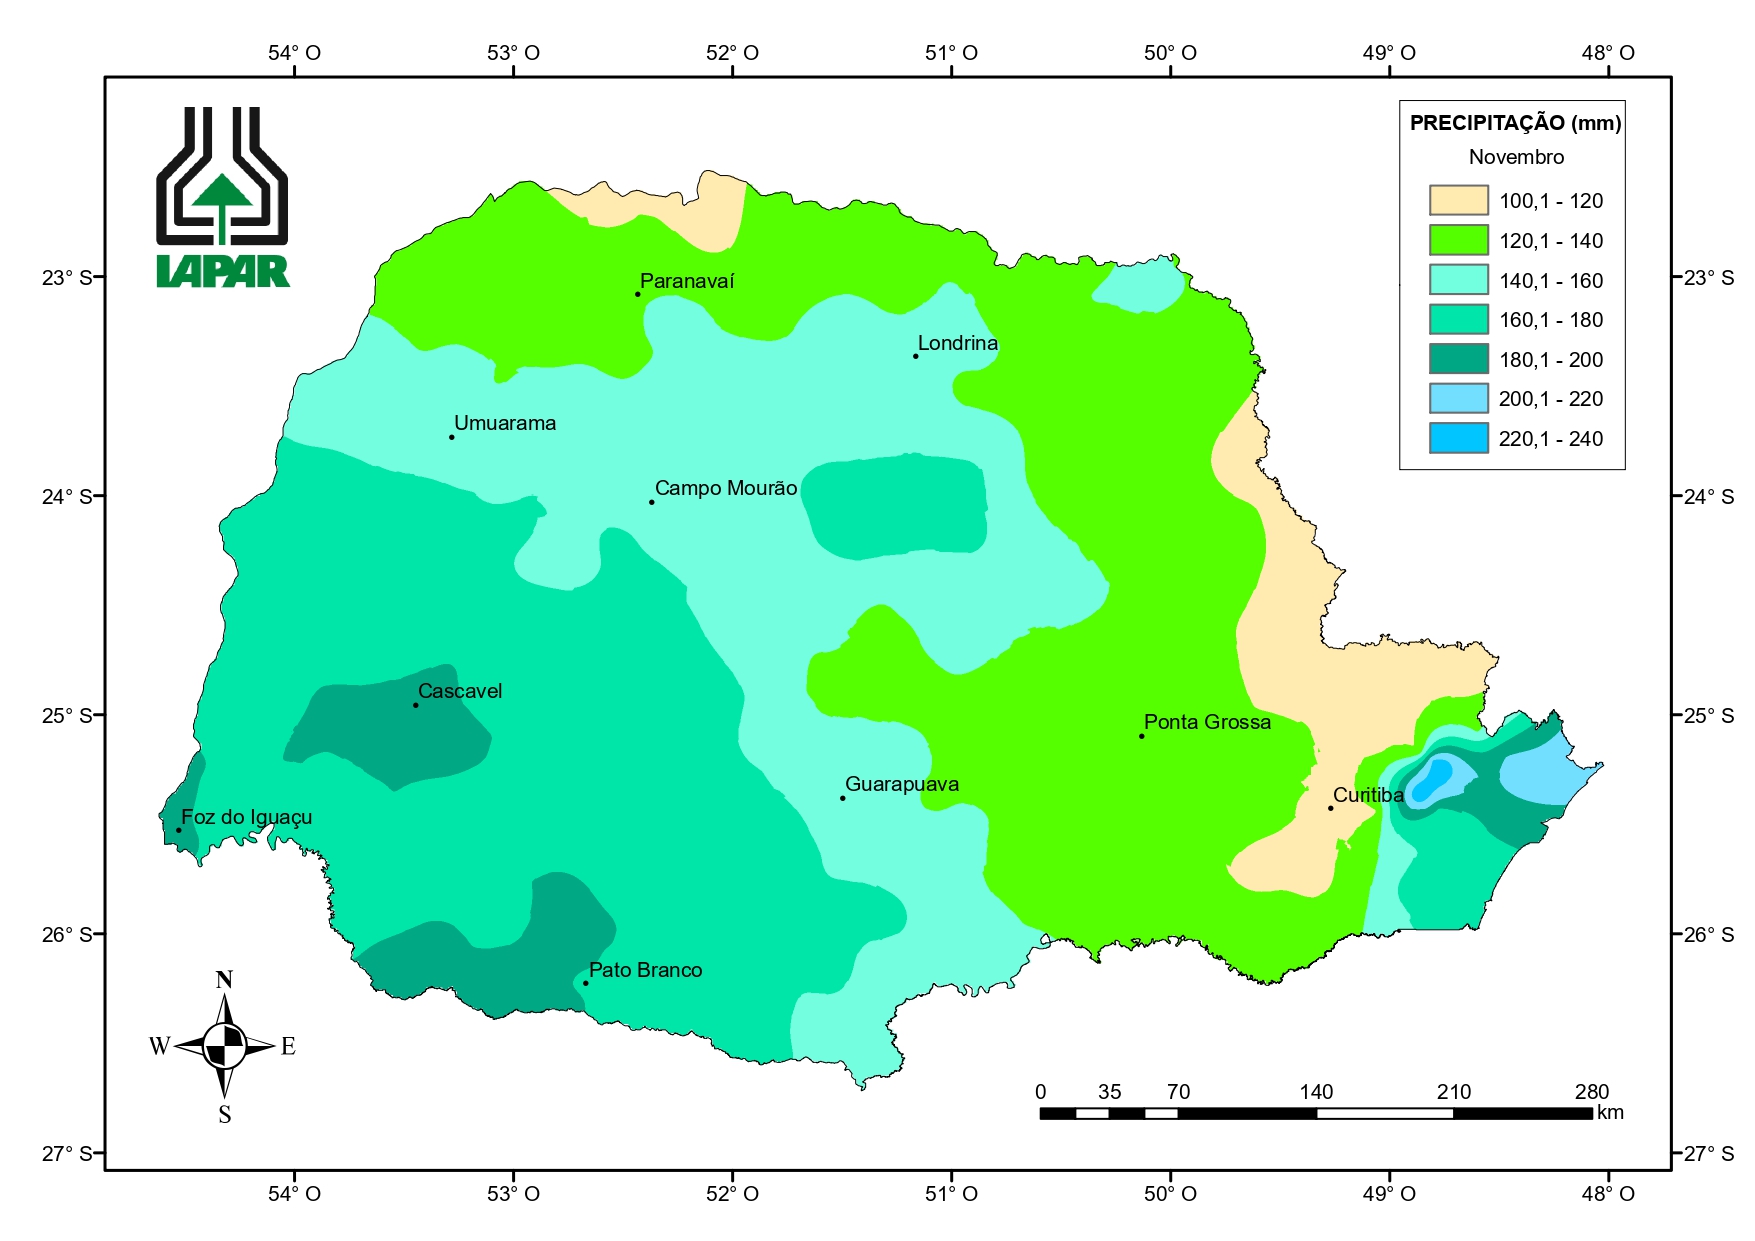 54° O 53° O 52° O 51° O 50° O 49° O 48° O
IAPAR
PRECIPITAÇÃO (mm)
Novembro
100,1 - 120
120,1 - 140
140,1 - 160
160,1 - 180
180,1 - 200
200,1 - 220
220,1 - 240
23° S 23° S
Paranavaí
Londrina
Umuarama
Campo Mourão
24° S 24° S
Cascavel
25° S 25° S
Ponta Grossa
Guarapuava
Curitiba
Foz do Iguaçu
26° S 26° S
Pato Branco
N
W E
S
0 35 70 140 210 280
km
27° S 27° S
54° O 53° O 52° O 51° O 50° O 49° O 48° O